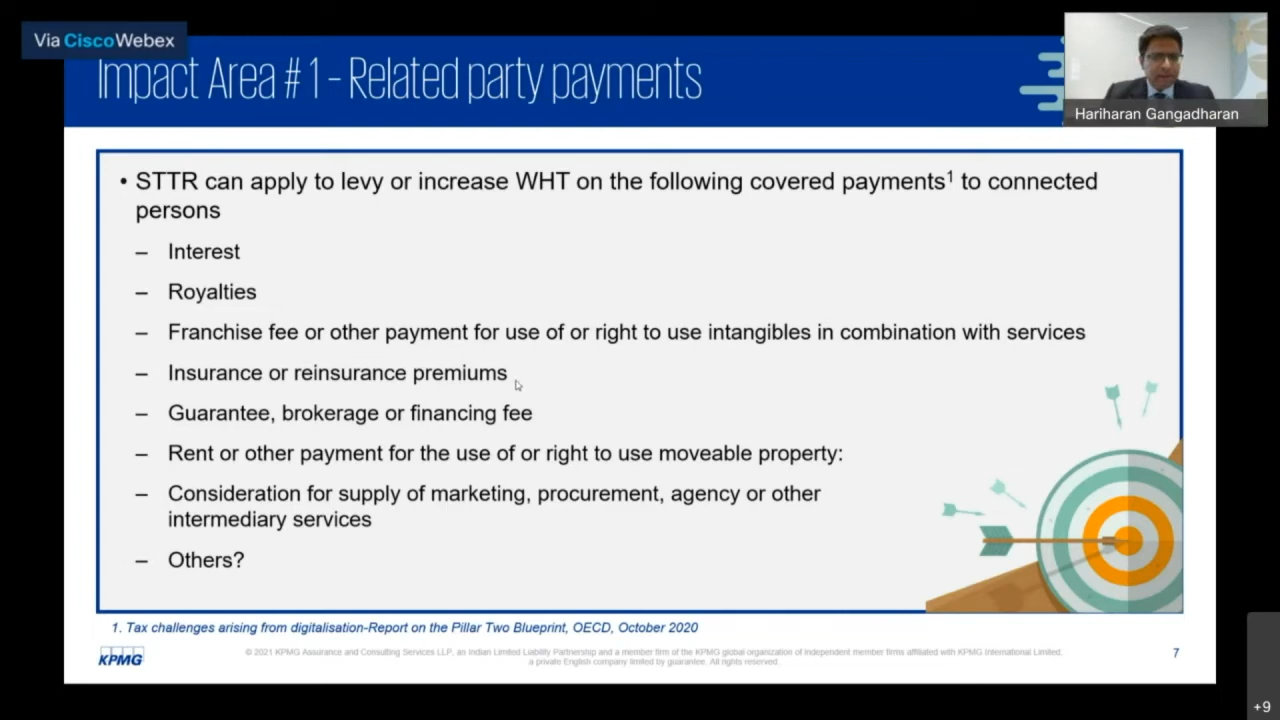 Via Cisco Webex
Impact Area # 1 – Related party payments
Hariharan Gangadharan
• STTR can apply to levy or increase WHT on the following covered payments1 to connected
persons
– Interest
– Royalties
– Franchise fee or other payment for use of or right to use intangibles in combination with services
– Insurance or reinsurance premiums
– Guarantee, brokerage or financing fee
– Rent or other payment for the use of or right to use moveable property:
– Consideration for supply of marketing, procurement, agency or other
intermediary services
– Others?
1. Tax challenges arising from digitalisation-Report on the Pillar Two Blueprint, OECD, October 2020
KPMG
© 2021 KPMG Assurance and Consulting Services LLP, an Indian Limited Liability Partnership and a member firm of the KPMG global organization of independent member firms affiliated with KPMG International Limited,
a private English company limited by guarantee. All rights reserved.
7
+9